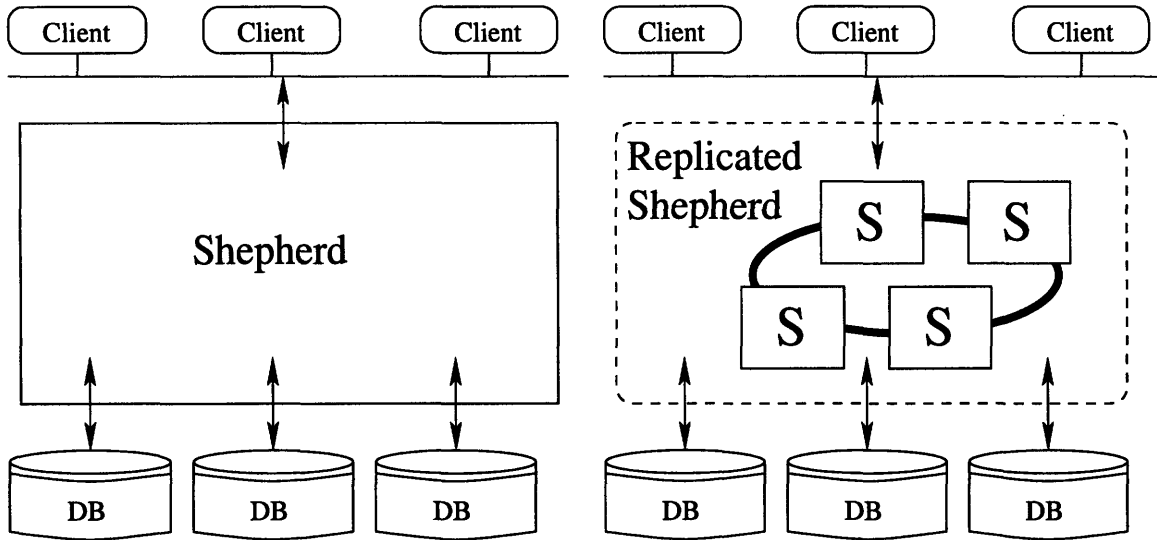 Client Client Client Client Client Client
Replicated
Shepherd
S S
Shepherd
S S
DB DB DB DB DB DB